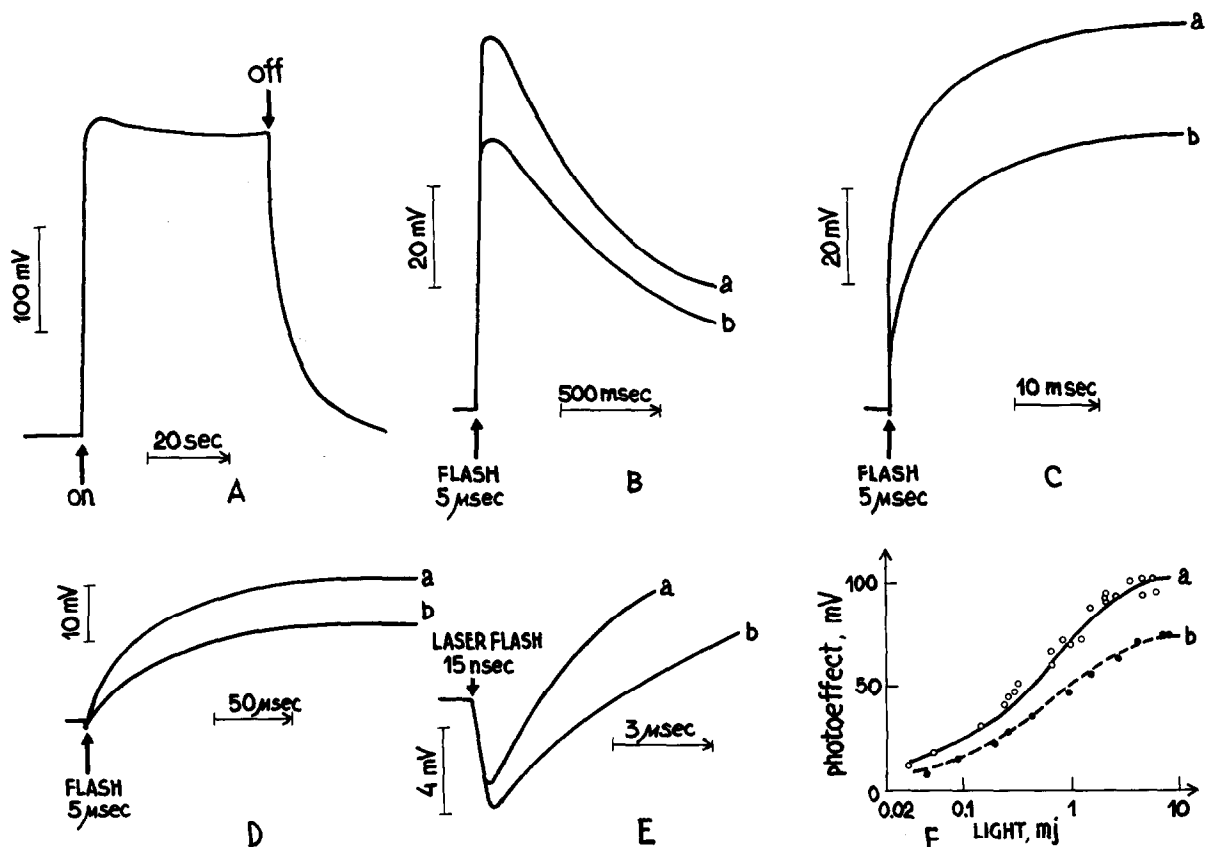 off
100 mV
20 sec
on
A
20 mV
a
b
500 msec
FLASH
5 μsec
B
a
b
20 mV
10 msec
FLASH
5 μsec
C
10 mV
a
b
50 μsec
FLASH
5 μsec
D
LASER FLASH
15 nsec
a
b
3 μsec
4 mV
E
photoeffect, mV
100
50
0
a
b
0.02
0.1
1
10
LIGHT, mj
F